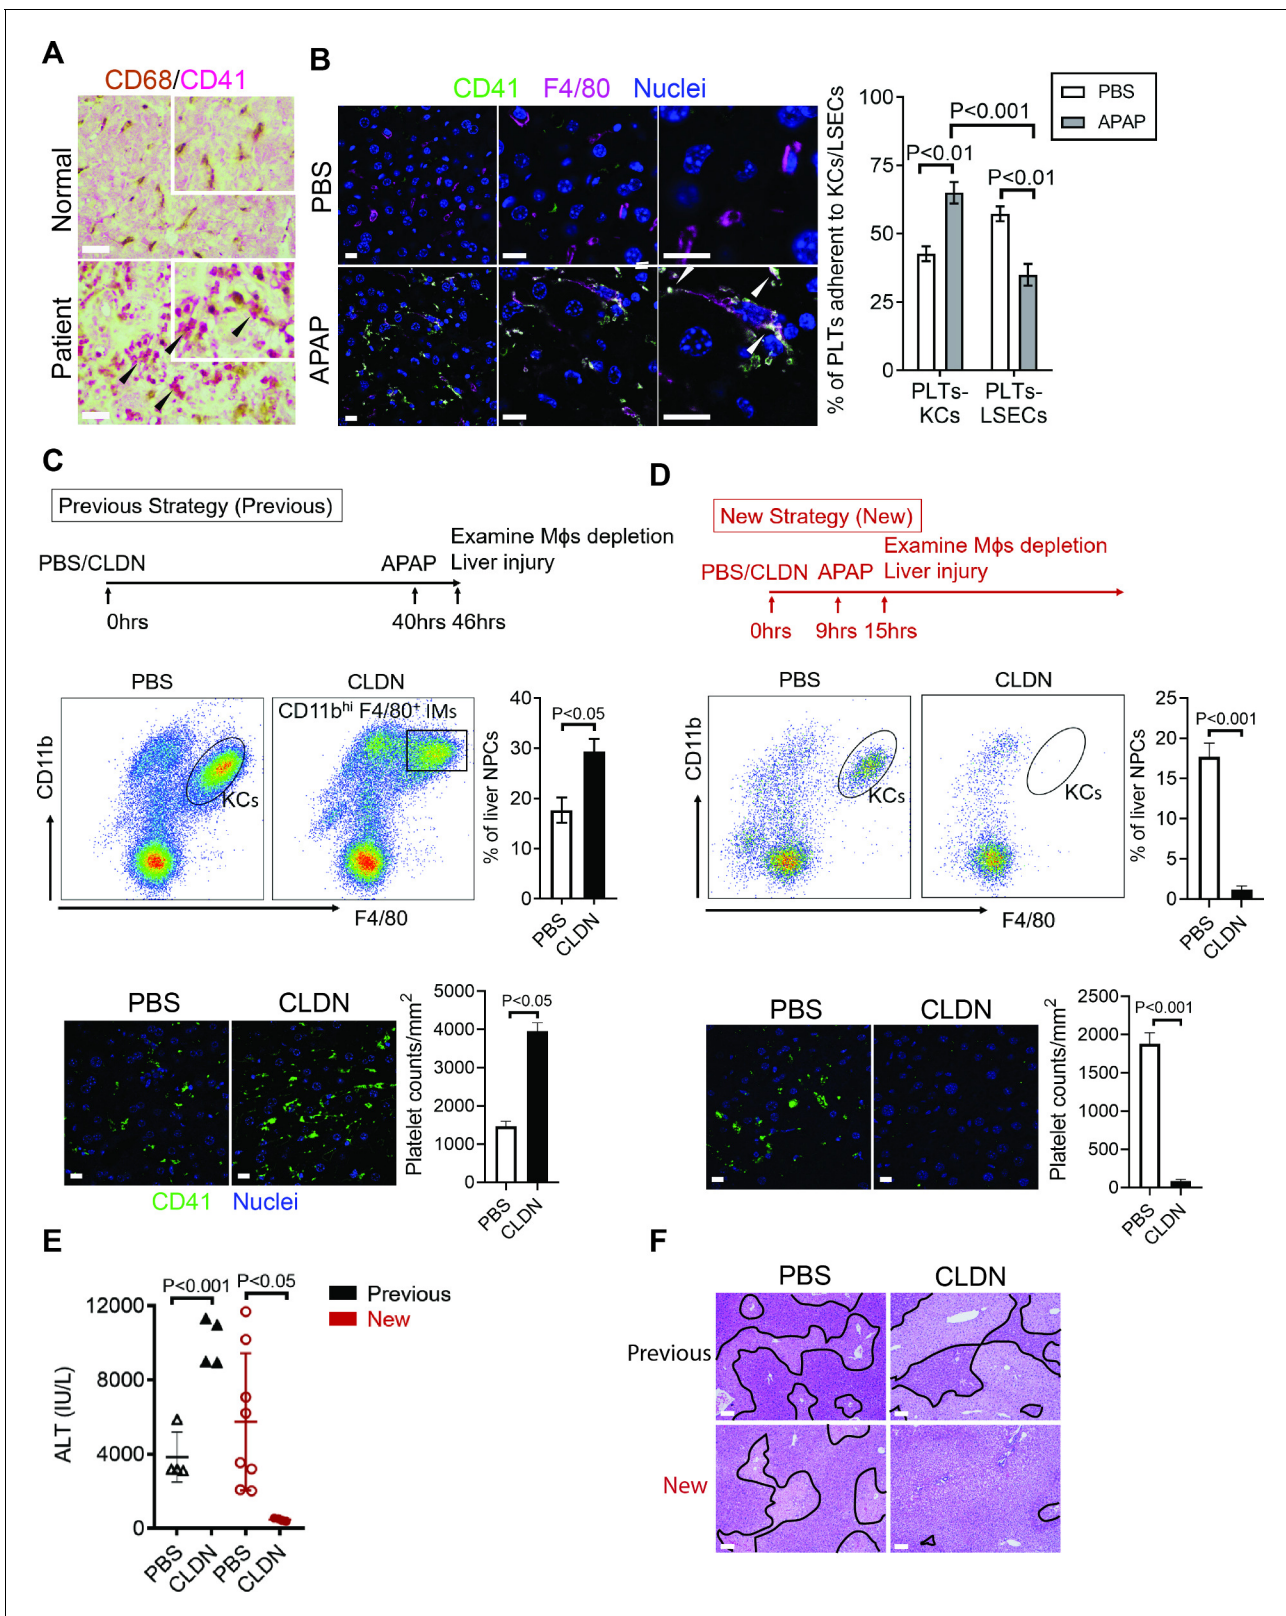 A
CD68/CD41
Normal
Patient
B
CD41 F4/80 Nuclei
PBS
APAP
% of PLTs adherent to KCs/LSECs
100
75
50
25
0
P<0.001
P<0.01
P<0.01
PBS
APAP
PLTs-
KCs
PLTs-
LSECs
C
Previous Strategy (Previous)
Examine Mϕs depletion
PBS/CLDN APAP Liver injury
0hrs 40hrs 46hrs
PBS CLDN
CD11bhi F4/80+ IMs
KCs
CD11b
F4/80
% of liver NPCs
40
30
20
10
0
P<0.05
PBS
CLDN
PBS CLDN
CD41 Nuclei
Platelet counts/mm2
5000
4000
3000
2000
1000
0
P<0.05
PBS
CLDN
D
New Strategy (New)
Examine Mϕs depletion
PBS/CLDN APAP Liver injury
0hrs 9hrs 15hrs
PBS CLDN
KCs
KCs
CD11b
F4/80
% of liver NPCs
25
20
15
10
5
0
P<0.001
PBS
CLDN
PBS CLDN
Platelet counts/mm2
2500
2000
1500
1000
500
0
P<0.001
PBS
CLDN
E
ALT (IU/L)
12000
8000
4000
0
P<0.001
P<0.05
Previous
New
PBS
CLDN
PBS
CLDN
F
PBS CLDN
Previous
New